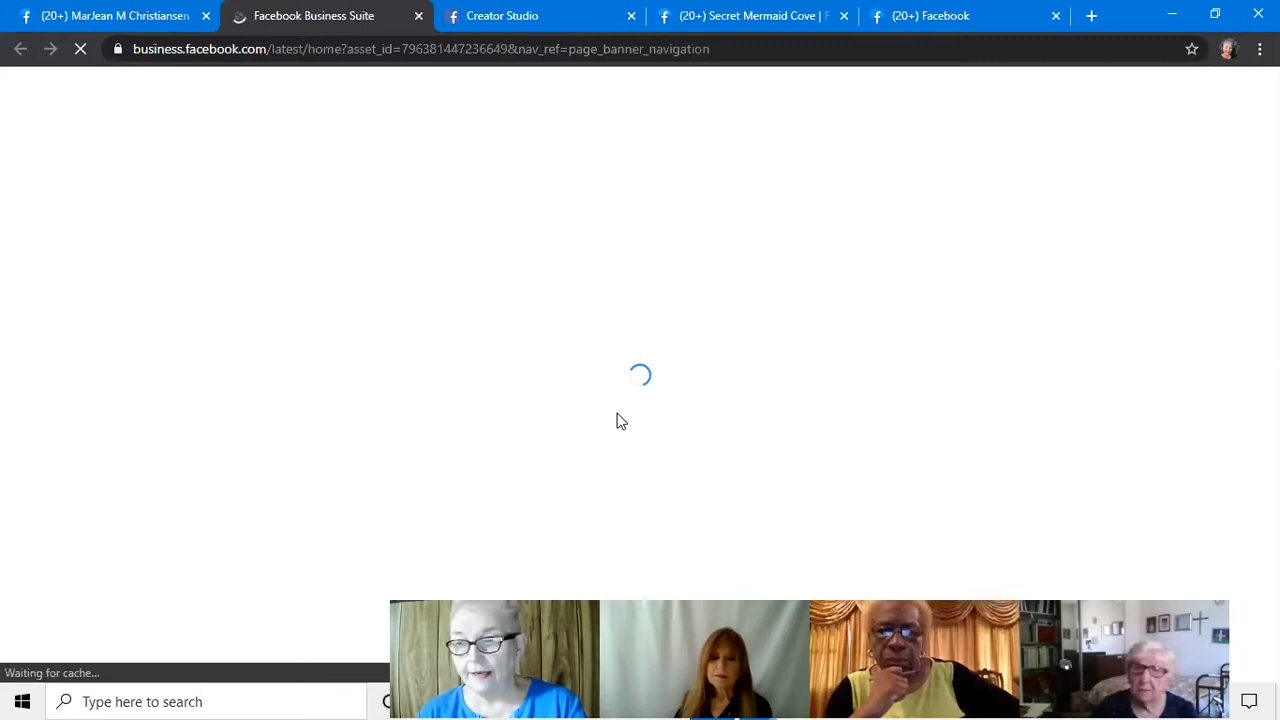 (20+) MarJean M Christiansen
Facebook Business Suite
Creator Studio
(20+) Secret Mermaid Cove | F
(20+) Facebook
business.facebook.com/latest/home?asset_id=796381447236649&nav_ref=page_banner_navigation
Waiting for cache...
Type here to search